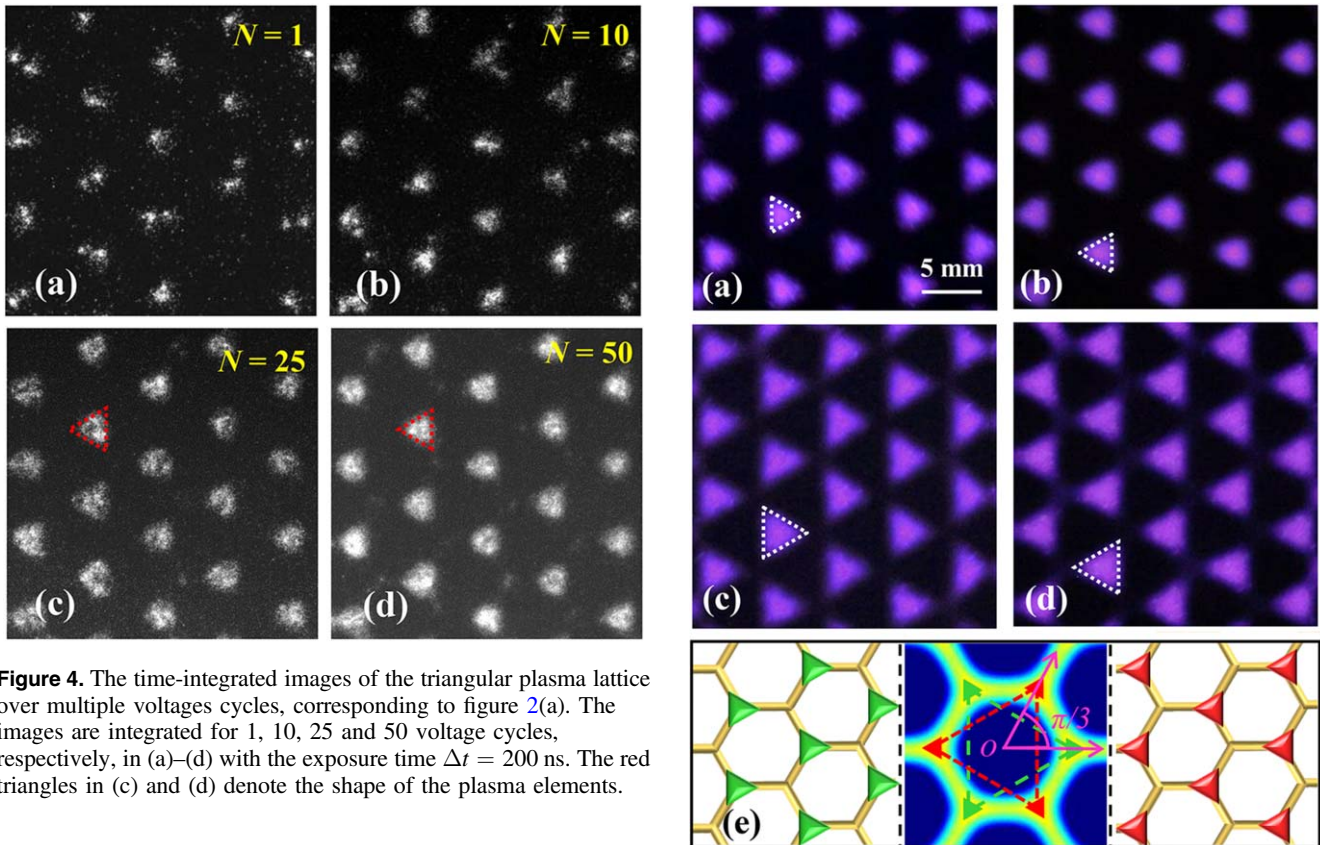 N = 1
N = 10
(a)
(b)
N = 25
N = 50
(c)
(d)
Figure 4. The time-integrated images of the triangular plasma lattice
over multiple voltages cycles, corresponding to figure 2(a). The
images are integrated for 1, 10, 25 and 50 voltage cycles,
respectively, in (a)–(d) with the exposure time Δt = 200 ns. The red
triangles in (c) and (d) denote the shape of the plasma elements.
5 mm
(a)
(b)
(c)
(d)
π/3
O
(e)